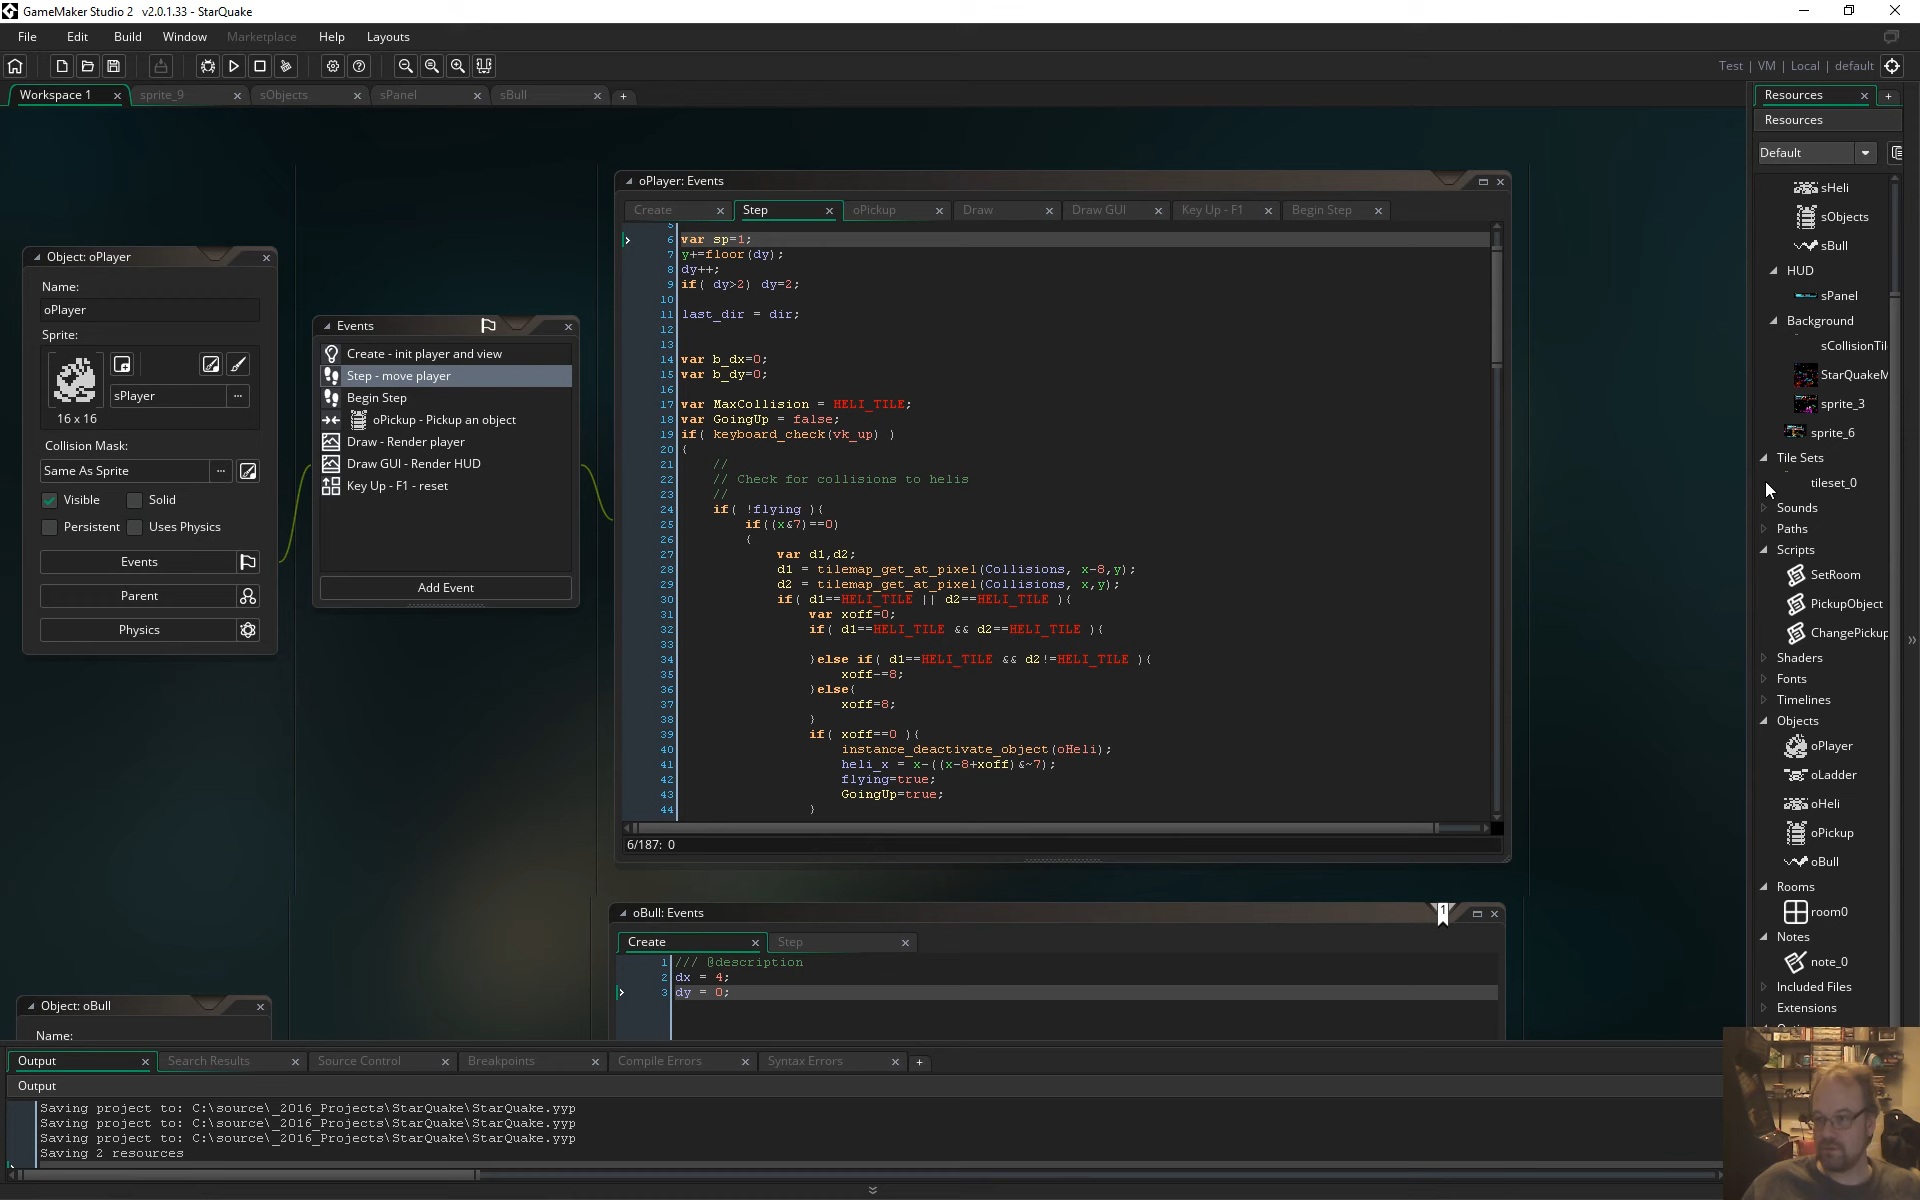 GameMaker Studio 2   v2.0.1.33 - StarQuake
File Edit Build Window Marketplace Help Layouts
Test | VM | Local | default
Workspace 1 sprite_9 sObjects sPanel sBull
Object: oPlayer
Name:
oPlayer
Sprite:
sPlayer
16 x 16
Collision Mask:
Same As Sprite
Visible Solid
Persistent Uses Physics
Events
Parent
Physics
Events
Create - init player and view
Step - move player
Begin Step
oPickup - Pickup an object
Draw - Render player
Draw GUI - Render HUD
Key Up - F1 - reset
Add Event
oPlayer: Events
Create Step oPickup Draw Draw GUI Key Up - F1 Begin Step
5
6 var sp=1;
7 y+=floor(dy);
8 dy++;
9 if( dy>2) dy=2;
10
11 last_dir = dir;
12
13
14 var b_dx=0;
15 var b_dy=0;
16
17 var MaxCollision = HELI_TILE;
18 var GoingUp = false;
19 if( keyboard_check(vk_up) )
20 {
21 //
22 // Check for collisions to helis
23 //
24 if( !flying ){
25 if((x&7)==0)
26 {
27 var d1,d2;
28 d1 = tilemap_get_at_pixel(Collisions, x-8,y);
29 d2 = tilemap_get_at_pixel(Collisions, x,y);
30 if( d1==HELI_TILE || d2==HELI_TILE ){
31 var xoff=0;
32 if( d1==HELI_TILE && d2==HELI_TILE ){
33
34 }else if( d1==HELI_TILE && d2!=HELI_TILE ){
35 xoff-=8;
36 }else{
37 xoff=8;
38 }
39 if( xoff==0 ){
40 instance_deactivate_object(oHeli);
41 heli_x = x-((x-8+xoff)&~7);
42 flying=true;
43 GoingUp=true;
44 }
6/187: 0
Object: oBull
Name:
oBull: Events
1
Create Step
1 /// @description
2 dx = 4;
3 dy = 0;
Resources
Resources
Default
sHeli
sObjects
sBull
HUD
sPanel
Background
sCollisionTil
StarQuakeM
sprite_3
sprite_6
Tile Sets
tileset_0
Sounds
Paths
Scripts
SetRoom
PickupObject
ChangePickup
Shaders
Fonts
Timelines
Objects
oPlayer
oLadder
oHeli
oPickup
oBull
Rooms
room0
Notes
note_0
Included Files
Extensions
Output Search Results Source Control Breakpoints Compile Errors Syntax Errors
Output
Saving project to: C:\source\_2016_Projects\StarQuake\StarQuake.yyp
Saving project to: C:\source\_2016_Projects\StarQuake\StarQuake.yyp
Saving project to: C:\source\_2016_Projects\StarQuake\StarQuake.yyp
Saving 2 resources